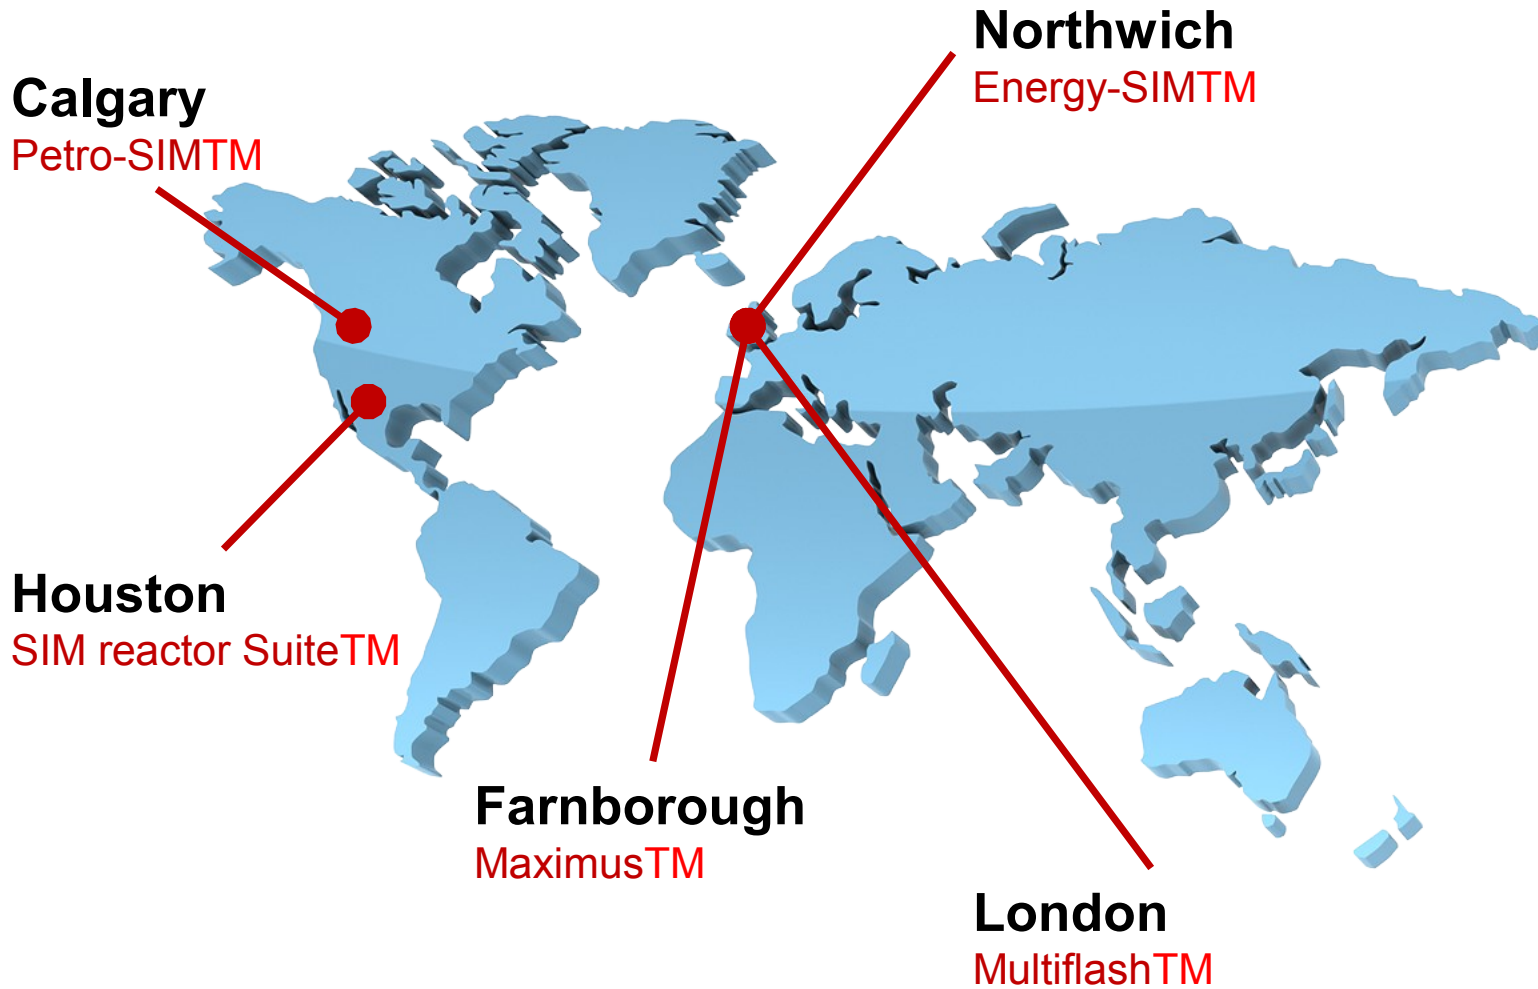 Northwich
Energy-SIMTM
Calgary
Petro-SIMTM
Houston
SIM reactor SuiteTM
Farnborough
MaximusTM
London
MultiflashTM